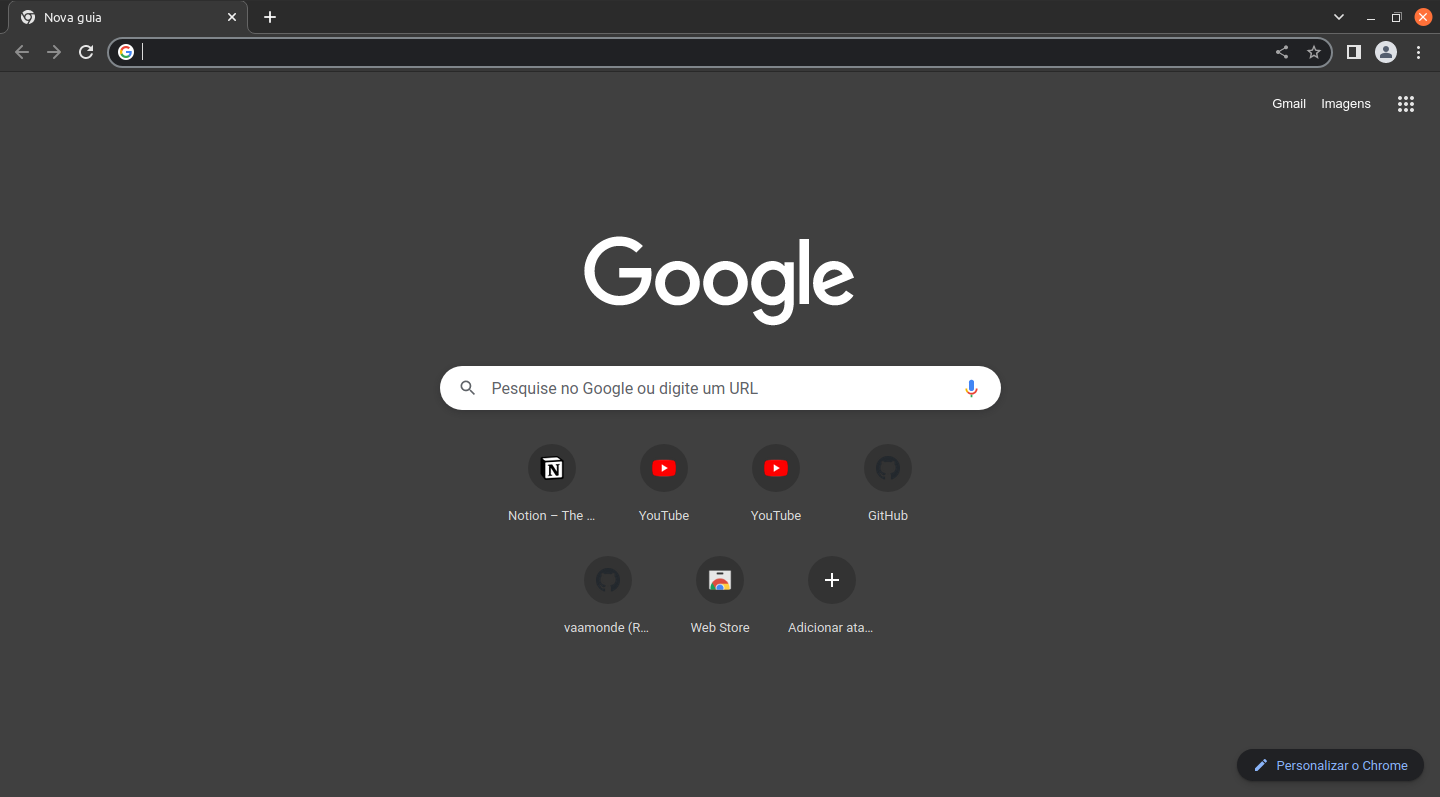 Nova guia
Gmail Imagens
Google
Pesquise no Google ou digite um URL
Notion – The ...
YouTube
YouTube
GitHub
vaamonde (R...
Web Store
Adicionar ata...
Personalizar o Chrome